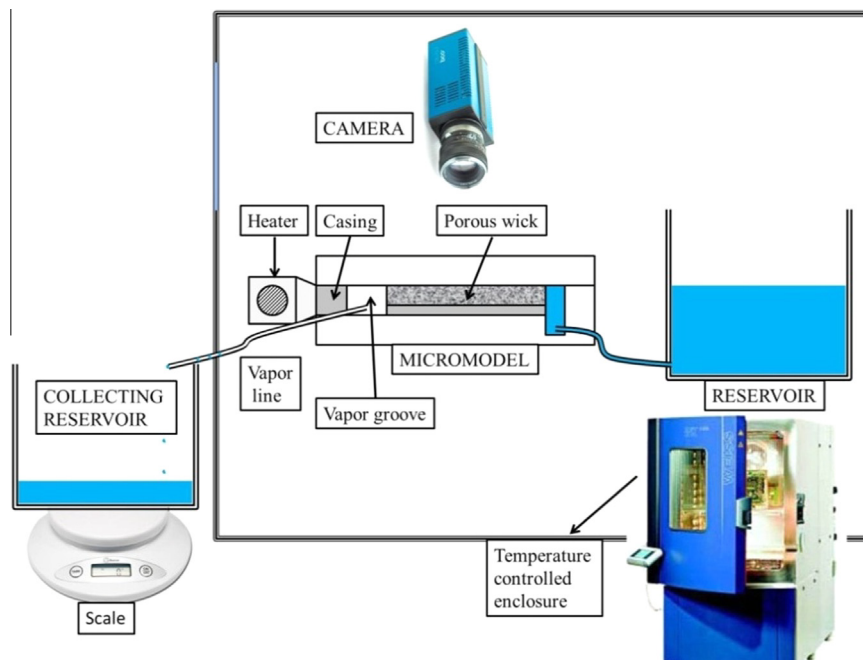 CAMERA
Heater
Casing
Porous wick
MICROMODEL
Vapor
line
Vapor groove
COLLECTING
RESERVOIR
RESERVOIR
Temperature
controlled
enclosure
Scale